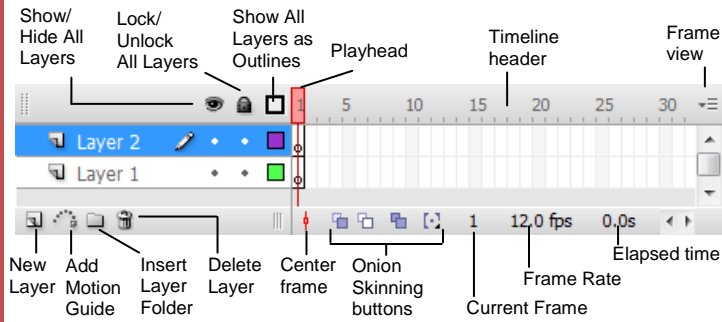 Show/
Hide All
Layers
Lock/
Unlock
All Layers
Show All
Layers as
Outlines
Playhead
Timeline
header
Frame
view
1 5 10 15 20 25 30
Layer 2
Layer 1
1 12.0 fps 0.0s
New
Layer
Add
Motion
Guide
Insert
Layer
Folder
Delete
Layer
Center
frame
Onion
Skinning
buttons
Current Frame
Frame Rate
Elapsed time